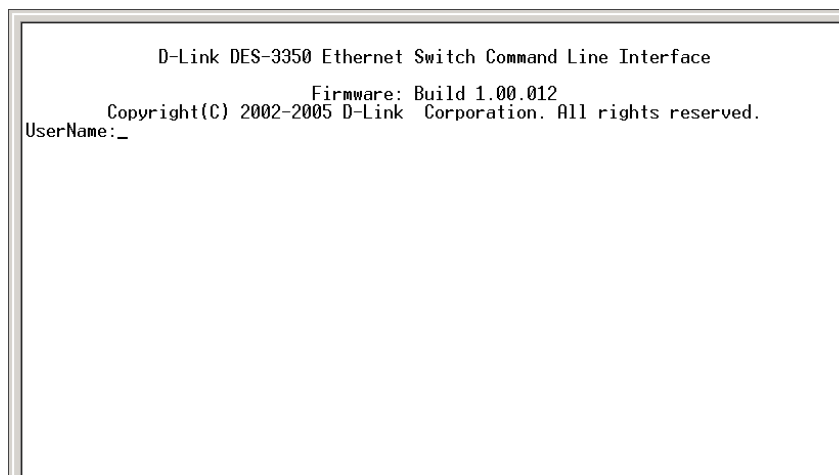 D-Link DES-3350 Ethernet Switch Command Line Interface
Firmware: Build 1.00.012
Copyright(C) 2002-2005 D-Link  Corporation. All rights reserved.
UserName:_